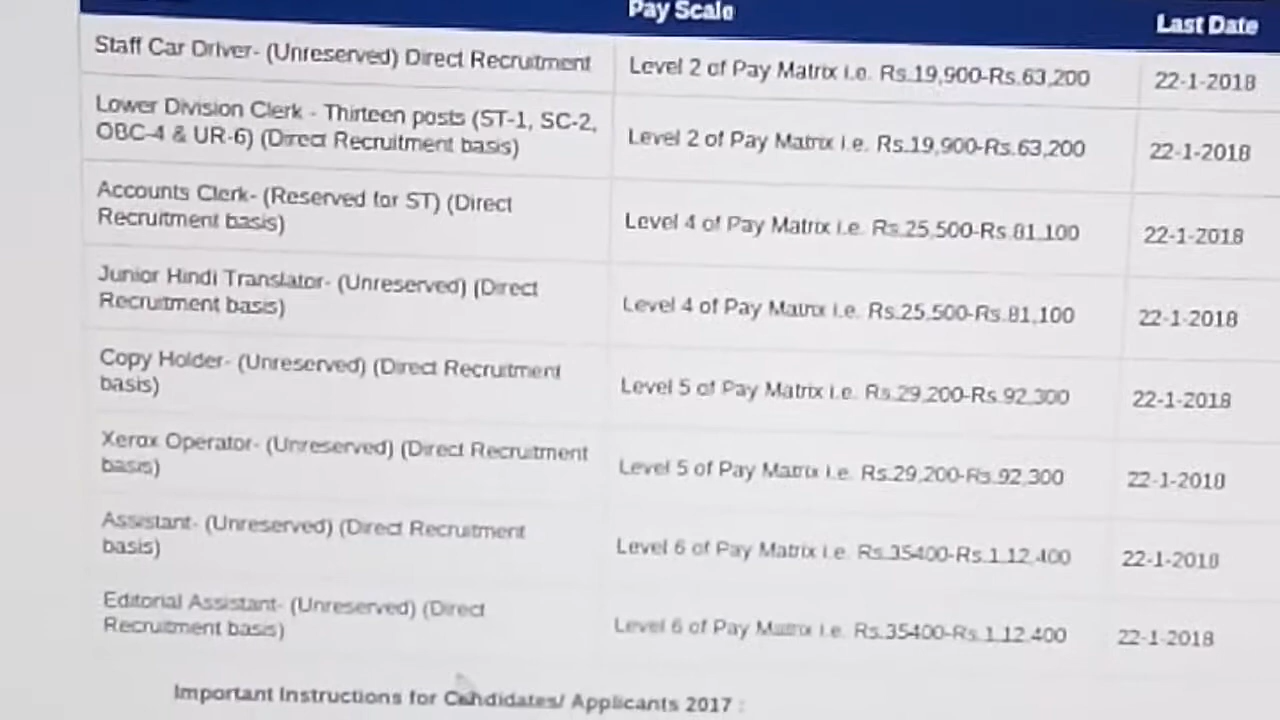 Pay Scale
Last Date
Staff Car Driver- (Unreserved) Direct Recruitment
Level 2 of Pay Matrix i.e. Rs.19,900-Rs.63,200
22-1-2018
Lower Division Clerk - Thirteen posts (ST-1, SC-2,
OBC-4 & UR-6) (Direct Recruitment basis)
Level 2 of Pay Matrix i.e. Rs.19,900-Rs.63,200
22-1-2018
Accounts Clerk- (Reserved for ST) (Direct
Recruitment basis)
Level 4 of Pay Matrix i.e. Rs.25,500-Rs.81,100
22-1-2018
Junior Hindi Translator- (Unreserved) (Direct
Recruitment basis)
Level 4 of Pay Matrix i.e. Rs.25,500-Rs.81,100
22-1-2018
Copy Holder- (Unreserved) (Direct Recruitment
basis)
Level 5 of Pay Matrix i.e. Rs.29,200-Rs.92,300
22-1-2018
Xerox Operator- (Unreserved) (Direct Recruitment
basis)
Level 5 of Pay Matrix i.e. Rs.29,200-Rs.92,300
22-1-2018
Assistant- (Unreserved) (Direct Recruitment
basis)
Level 6 of Pay Matrix i.e. Rs.35400-Rs.1,12,400
22-1-2018
Editorial Assistant- (Unreserved) (Direct
Recruitment basis)
Level 6 of Pay Matrix i.e. Rs.35400-Rs.1,12,400
22-1-2018
Important Instructions for Candidates/ Applicants 2017 :